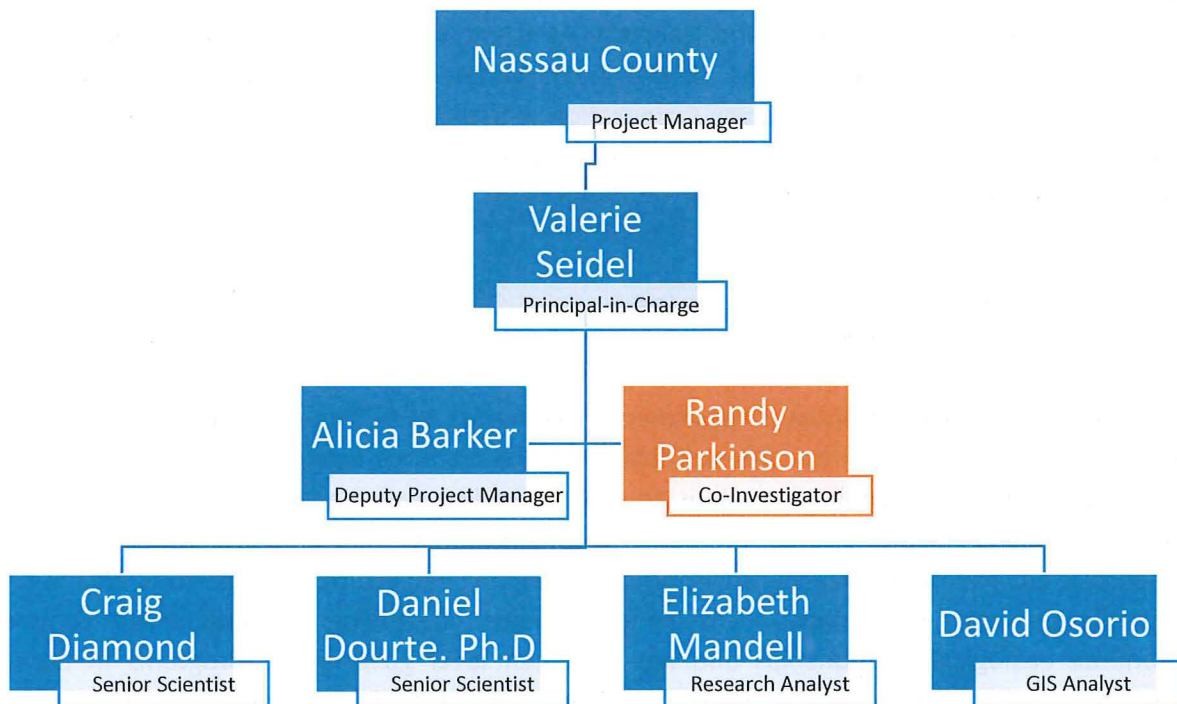 Nassau County
Project Manager
Valerie
Seidel
Principal-in-Charge
Alicia Barker
Deputy Project Manager
Randy
Parkinson
Co-Investigator
Craig
Diamond
Senior Scientist
Daniel
Dourte. Ph.D
Senior Scientist
Elizabeth
Mandell
Research Analyst
David Osorio
GIS Analyst